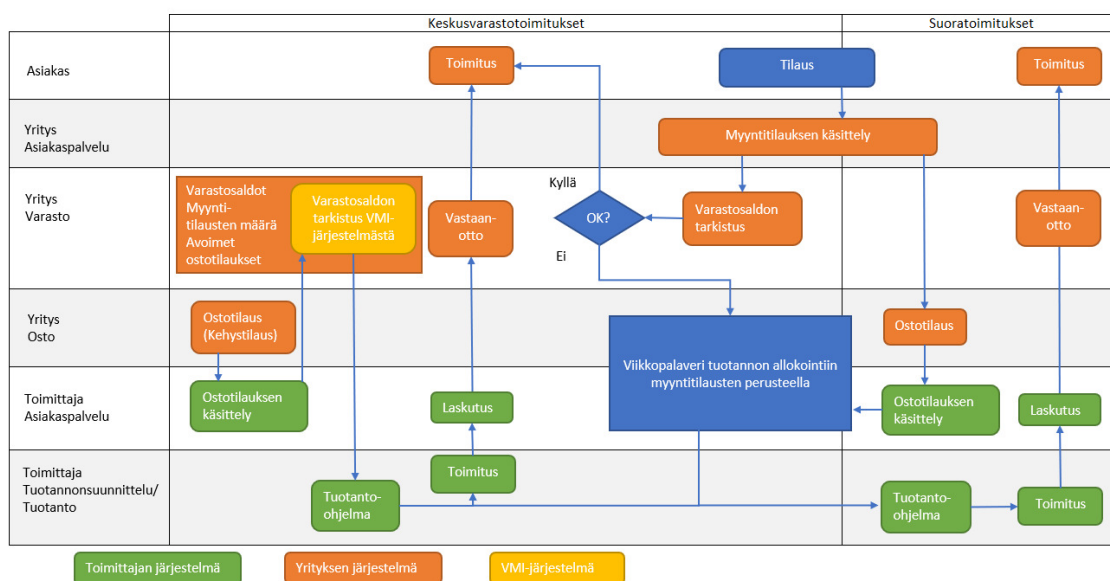 Keskusvarastotoimitukset
Suoratoimitukset
Asiakas
Toimitus
Tilaus
Toimitus
Yritys
Asiakaspalvelu
Myyntitilauksen käsittely
Yritys
Varasto
Varastosaldot
Myynti-
tilausten määrä
Avoimet
ostotilaukset
Varastosaldon
tarkistus VMI-
järjestelmästä
Vastaan-
otto
Kyllä
OK?
Ei
Varastosaldon
tarkistus
Vastaan-
otto
Yritys
Osto
Ostotilaus
(Kehystilaus)
Viikkopalaveri tuotannon allokointiin
myyntitilausten perusteella
Ostotilaus
Toimittaja
Asiakaspalvelu
Ostotilauksen
käsittely
Laskutus
Ostotilauksen
käsittely
Laskutus
Toimittaja
Tuotannonsuunnittelu/
Tuotanto
Tuotanto-
ohjelma
Toimitus
Tuotanto-
ohjelma
Toimitus
Toimittajan järjestelmä
Yrityksen järjestelmä
VMI-järjestelmä